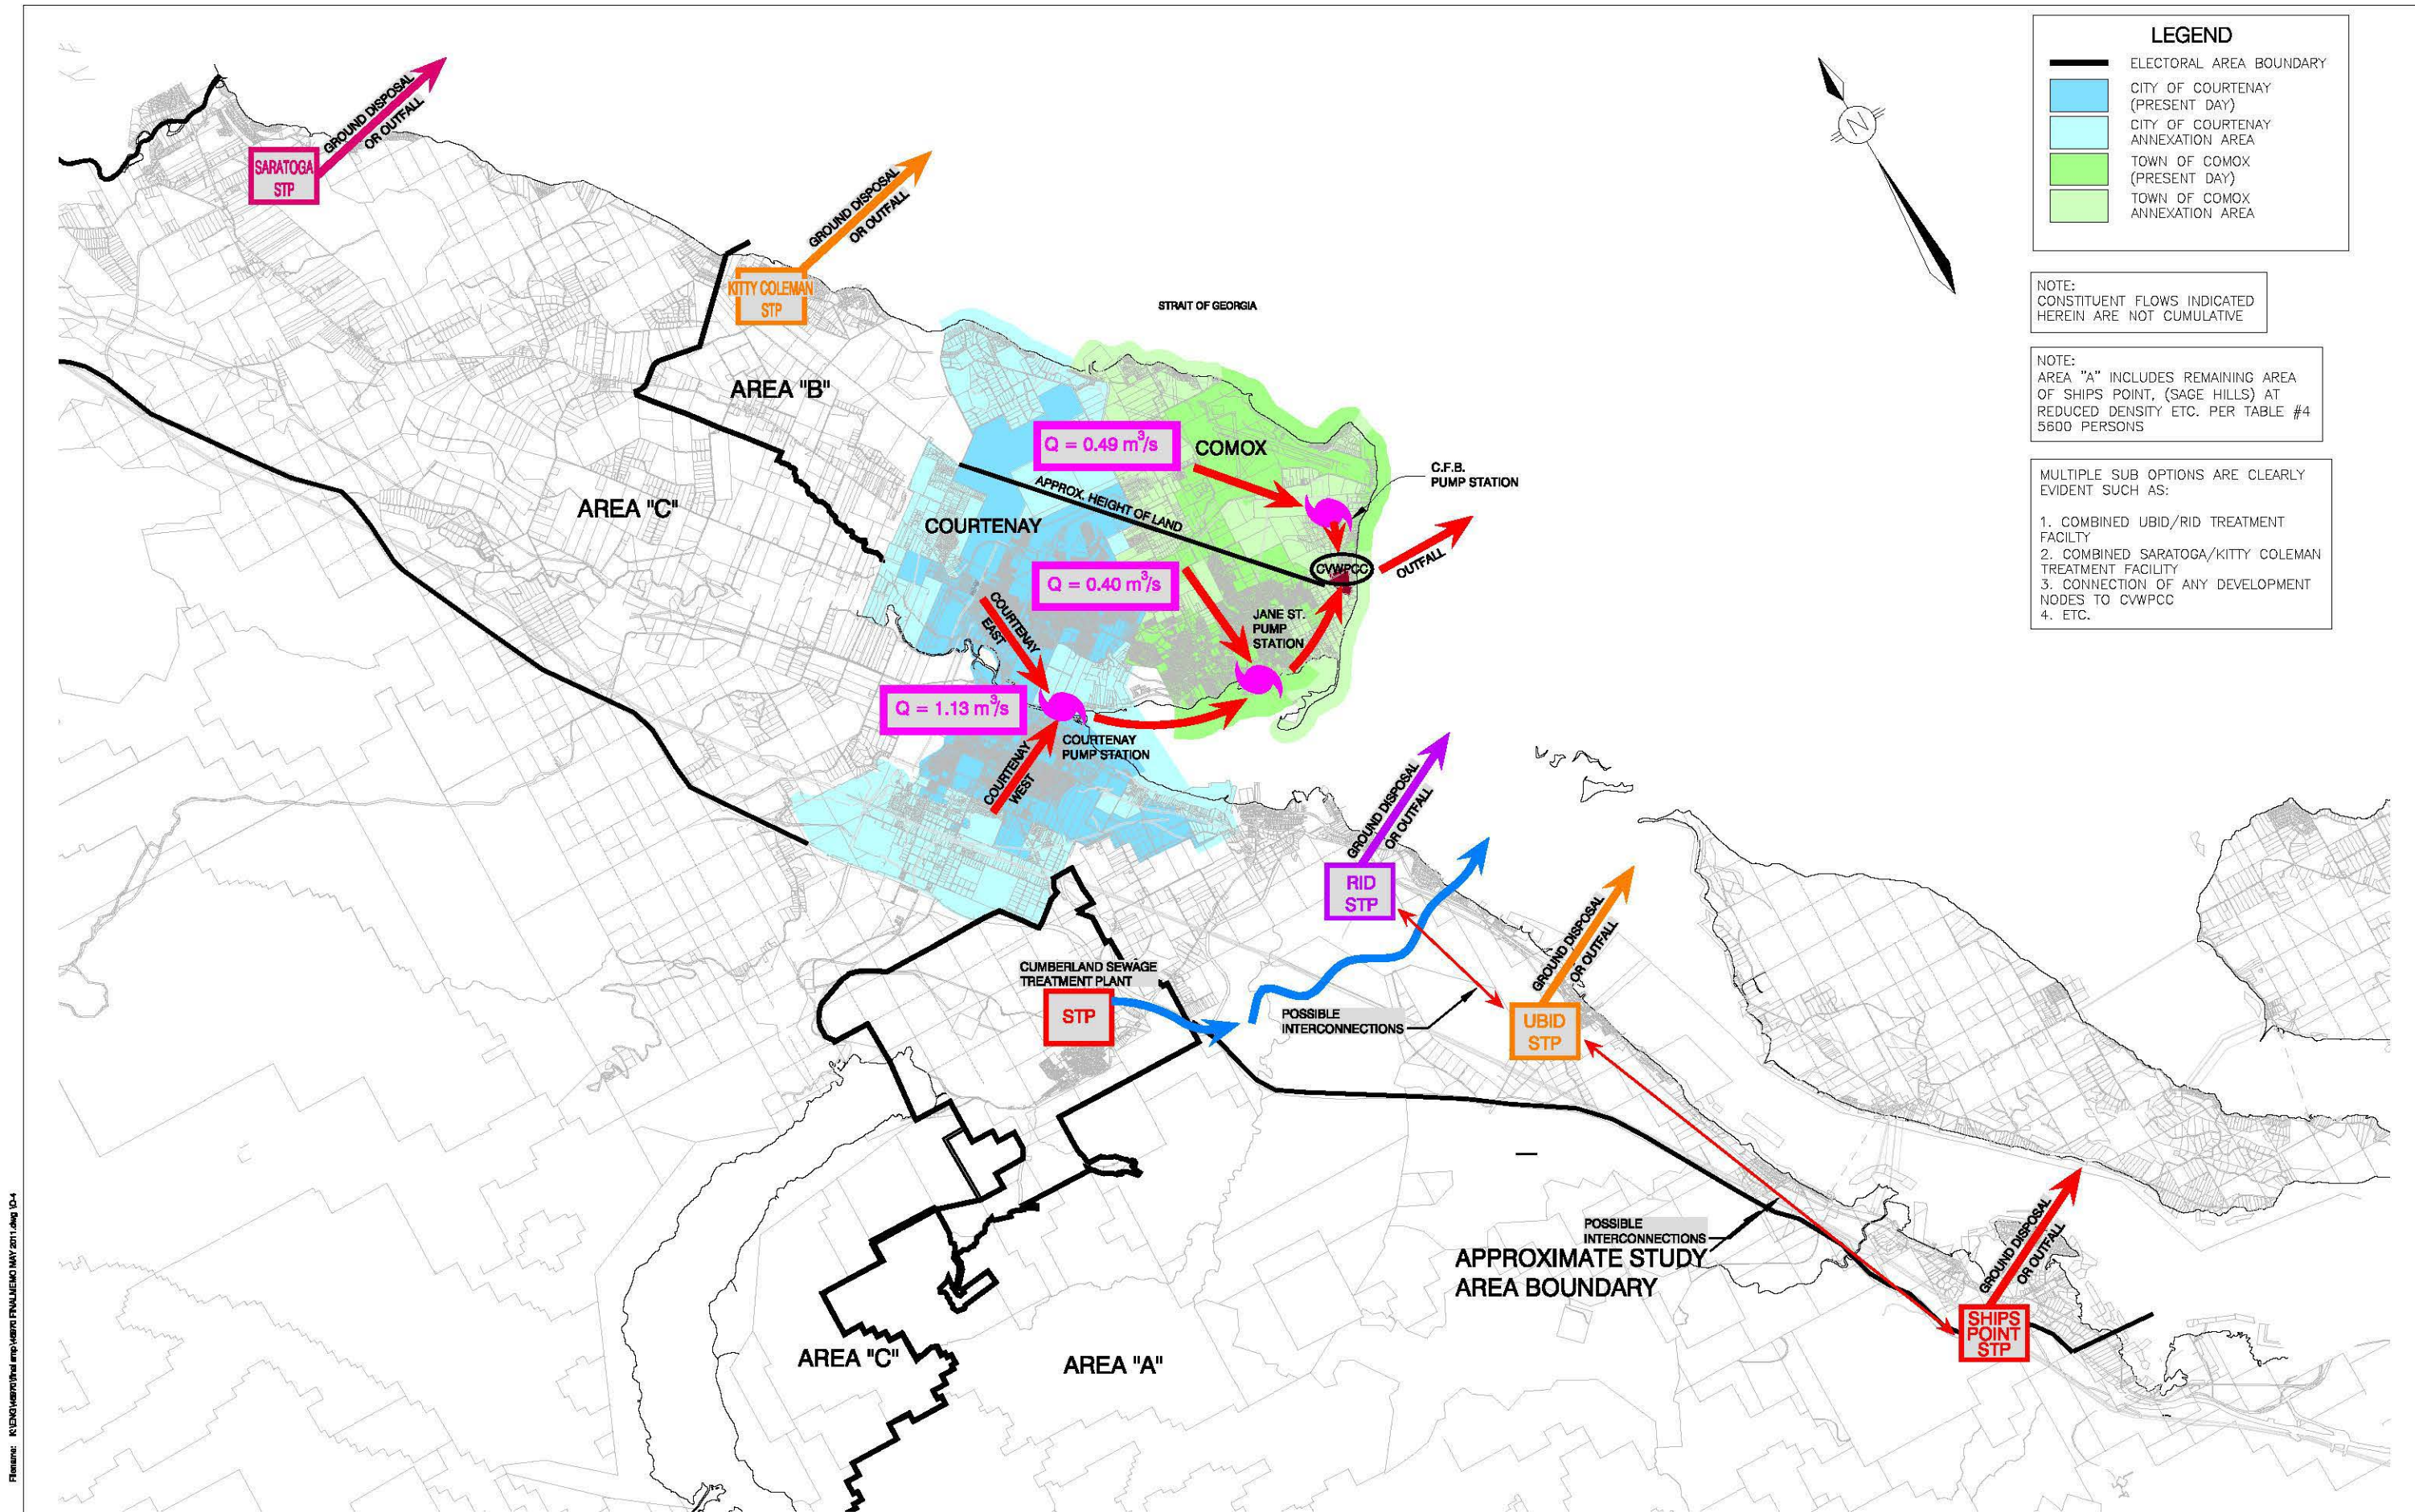 LEGEND
ELECTORAL AREA BOUNDARY
CITY OF COURTENAY
(PRESENT DAY)
CITY OF COURTENAY
ANNEXATION AREA
TOWN OF COMOX
(PRESENT DAY)
TOWN OF COMOX
ANNEXATION AREA
N
NOTE:
CONSTITUENT FLOWS INDICATED
HEREIN ARE NOT CUMULATIVE
NOTE:
AREA "A" INCLUDES REMAINING AREA
OF SHIPS POINT, (SAGE HILLS) AT
REDUCED DENSITY ETC. PER TABLE #4
5600 PERSONS
MULTIPLE SUB OPTIONS ARE CLEARLY
EVIDENT SUCH AS:
1. COMBINED UBID/RID TREATMENT
FACILTY
2. COMBINED SARATOGA/KITTY COLEMAN
TREATMENT FACILITY
3. CONNECTION OF ANY DEVELOPMENT
NODES TO CVWPCC
4. ETC.
GROUND DISPOSAL
OR OUTFALL
SARATOGA
STP
GROUND DISPOSAL
OR OUTFALL
KITTY COLEMAN
STP
STRAIT OF GEORGIA
AREA "B"
AREA "C"
Q = 0.49 m³/s
COMOX
C.F.B.
PUMP STATION
APPROX. HEIGHT OF LAND
COURTENAY
CVWPCC
OUTFALL
Q = 0.40 m³/s
COURTENAY
EAST
JANE ST.
PUMP
STATION
Q = 1.13 m³/s
COURTENAY
PUMP STATION
COURTENAY
WEST
GROUND DISPOSAL
OR OUTFALL
RID
STP
GROUND DISPOSAL
OR OUTFALL
CUMBERLAND SEWAGE
TREATMENT PLANT
STP
POSSIBLE
INTERCONNECTIONS
UBID
STP
POSSIBLE
INTERCONNECTIONS
APPROXIMATE STUDY
AREA BOUNDARY
GROUND DISPOSAL
OR OUTFALL
SHIPS
POINT
STP
AREA "C"
AREA "A"